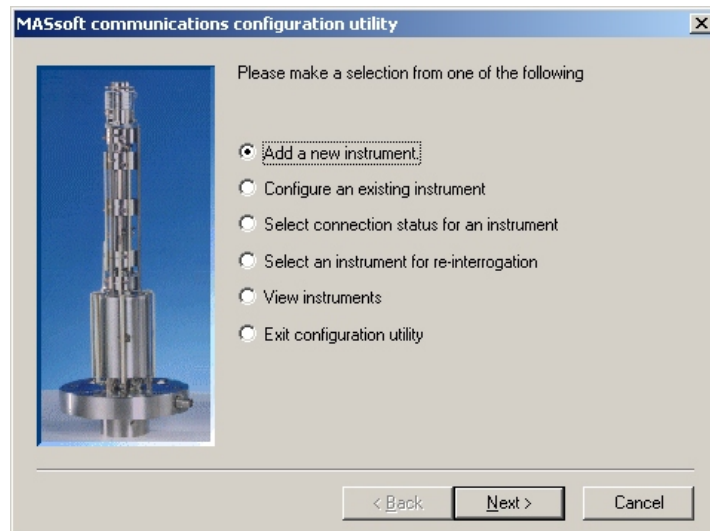 MASsoft communications configuration utility
Please make a selection from one of the following
Add a new instrument.
Configure an existing instrument
Select connection status for an instrument
Select an instrument for re-interrogation
View instruments
Exit configuration utility
< Back
Next >
Cancel